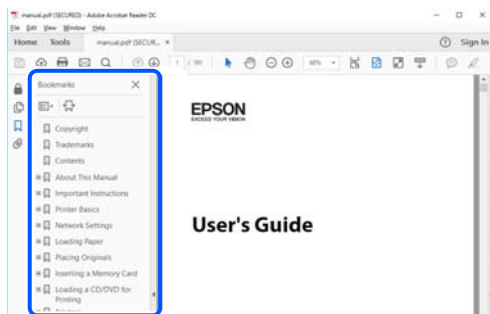 manual.pdf (SECURED) - Adobe Acrobat Reader DC
File Edit View Window Help
Home Tools manual.pdf (SECUR... × Sign In
1 / 191
Bookmarks
Copyright
Trademarks
Contents
About This Manual
Important Instructions
Printer Basics
Network Settings
Loading Paper
Placing Originals
Inserting a Memory Card
Loading a CD/DVD for
Printing
EPSON
EXCEED YOUR VISION
User's Guide